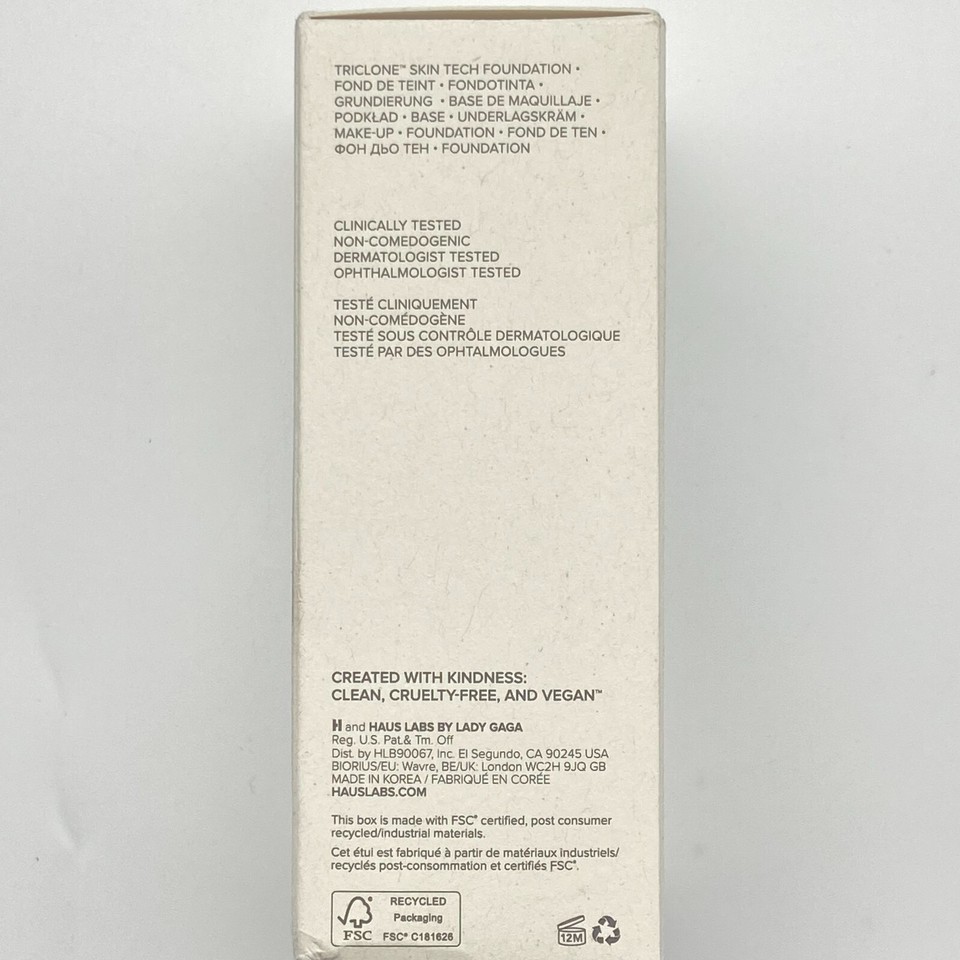 TRICLONE™ SKIN TECH FOUNDATION •
FOND DE TEINT • FONDOTINTA •
GRUNDIERUNG • BASE DE MAQUILLAJE •
PODKŁAD • BASE • UNDERLAGSKRÄM •
MAKE-UP • FOUNDATION • FOND DE TEN •
ФОН ДЬО ТЕН • FOUNDATION
CLINICALLY TESTED
NON-COMEDOGENIC
DERMATOLOGIST TESTED
OPHTHALMOLOGIST TESTED
TESTÉ CLINIQUEMENT
NON-COMÉDOGÈNE
TESTÉ SOUS CONTRÔLE DERMATOLOGIQUE
TESTÉ PAR DES OPHTALMOLOGUES
CREATED WITH KINDNESS:
CLEAN, CRUELTY-FREE, AND VEGAN™
H and HAUS LABS BY LADY GAGA
Reg. U.S. Pat.& Tm. Off
Dist. by HLB90067, Inc. El Segundo, CA 90245 USA
BIORIUS/EU: Wavre, BE/UK: London WC2H 9JQ GB
MADE IN KOREA / FABRIQUÉ EN CORÉE
HAUSLABS.COM
This box is made with FSC® certified, post consumer
recycled/industrial materials.
Cet étui est fabriqué à partir de matériaux industriels/
recyclés post-consommation et certifiés FSC®.
RECYCLED
Packaging
FSC FSC® C181626
12M